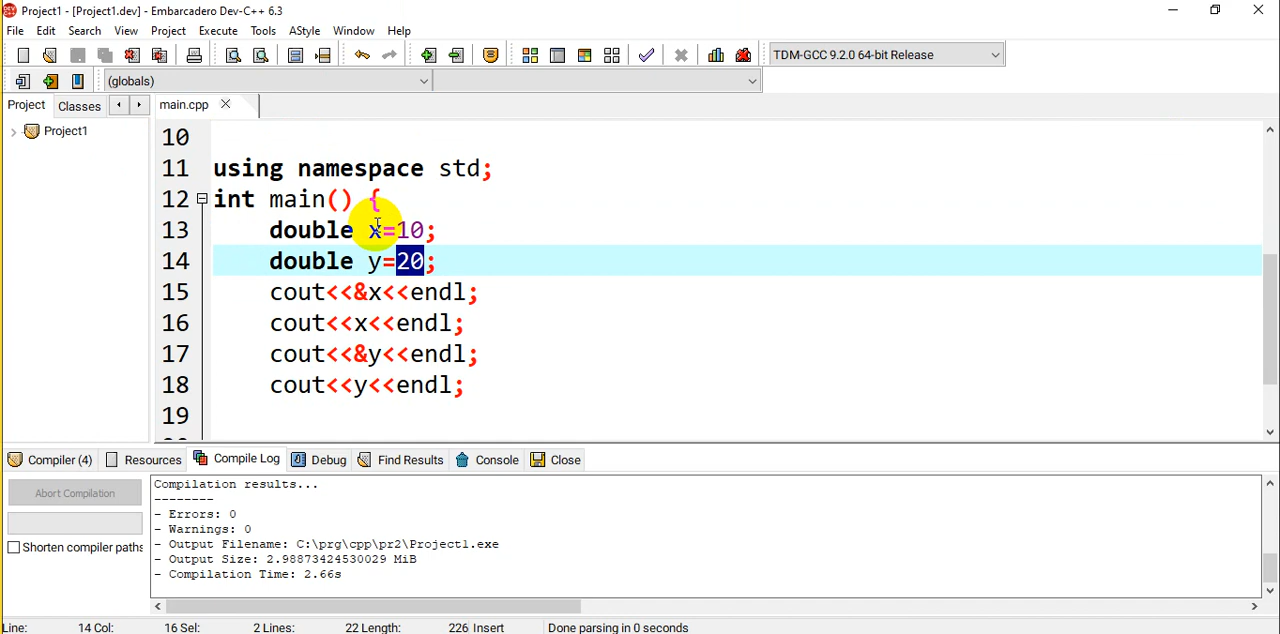 Project1 - [Project1.dev] - Embarcadero Dev-C++ 6.3
File Edit Search View Project Execute Tools AStyle Window Help
TDM-GCC 9.2.0 64-bit Release
(globals)
Project Classes main.cpp
Project1
10
11 using namespace std;
12 int main() {
13 double x=10;
14 double y=20;
15 cout<<&x<<endl;
16 cout<<x<<endl;
17 cout<<&y<<endl;
18 cout<<y<<endl;
19
Compiler (4) Resources Compile Log Debug Find Results Console Close
Abort Compilation
Shorten compiler paths
Compilation results...
--------
- Errors: 0
- Warnings: 0
- Output Filename: C:\prg\cpp\pr2\Project1.exe
- Output Size: 2.98873424530029 MiB
- Compilation Time: 2.66s
Line: 14 Col: 16 Sel: 2 Lines: 22 Length: 226 Insert Done parsing in 0 seconds